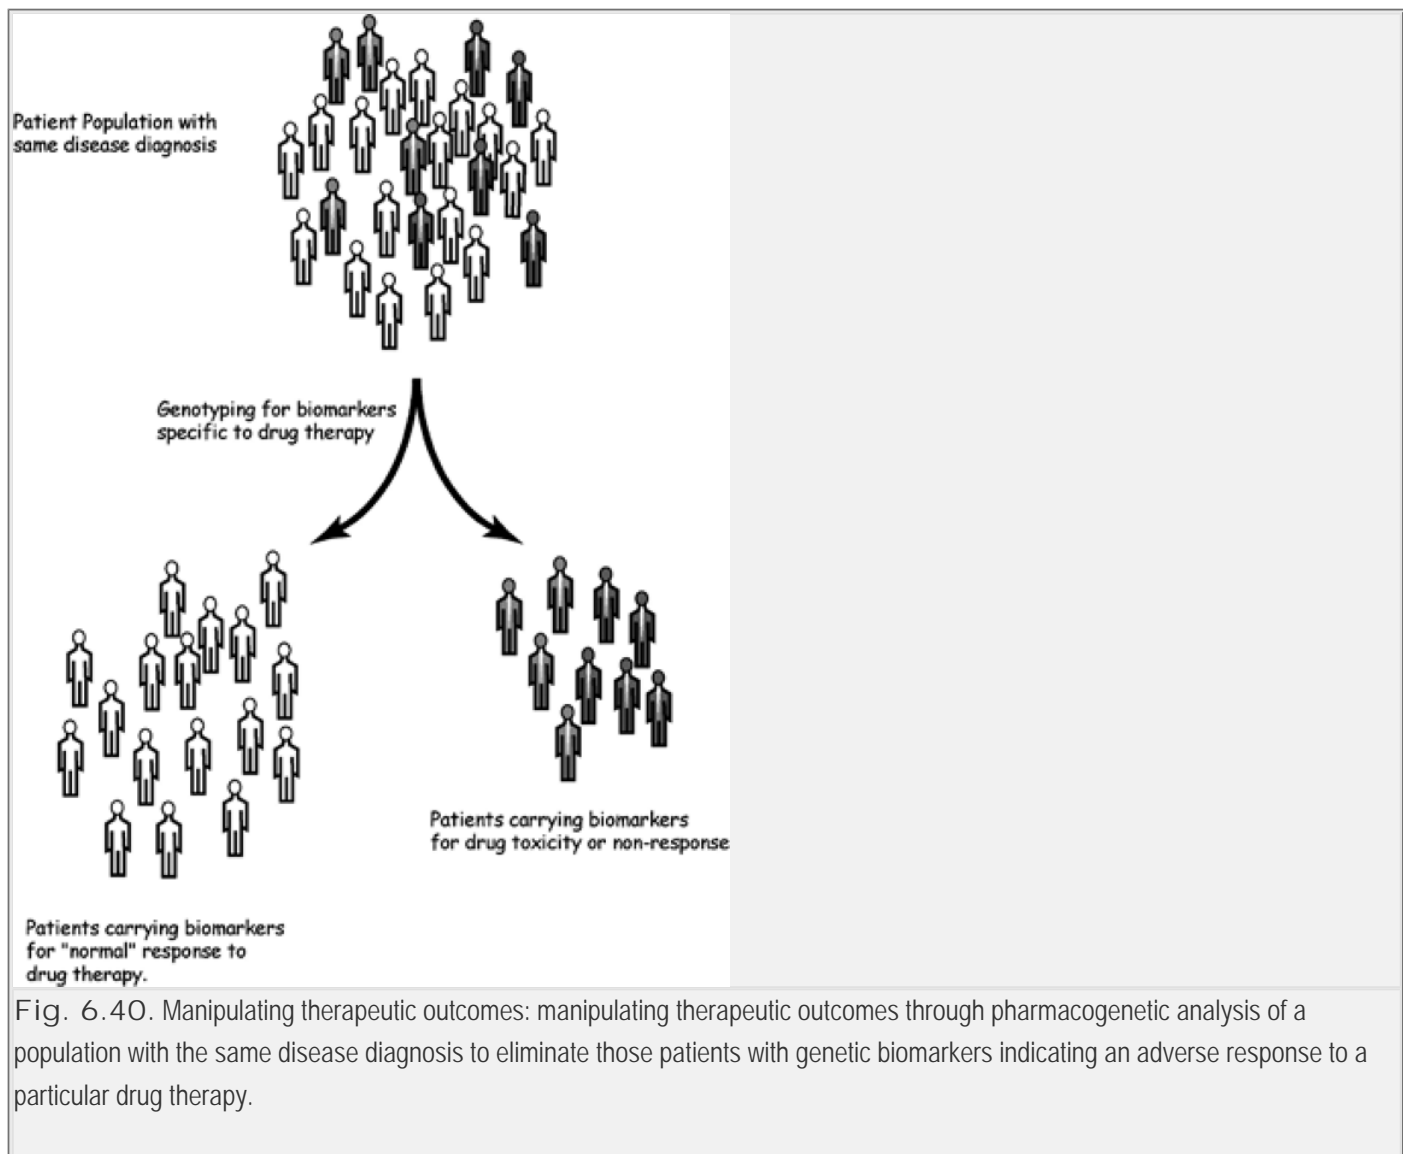 Patient Population with
same disease diagnosis
Genotyping for biomarkers
specific to drug therapy
Patients carrying biomarkers
for drug toxicity or non-response
Patients carrying biomarkers
for "normal" response to
drug therapy.
Fig. 6.40. Manipulating therapeutic outcomes: manipulating therapeutic outcomes through pharmacogenetic analysis of a
population with the same disease diagnosis to eliminate those patients with genetic biomarkers indicating an adverse response to a
particular drug therapy.